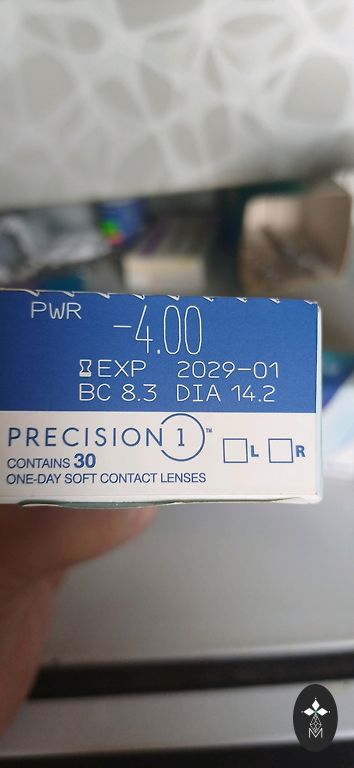 PWR -4.00
EXP 2029-01
BC 8.3 DIA 14.2
PRECISION 1™
L R
CONTAINS 30
ONE-DAY SOFT CONTACT LENSES
M